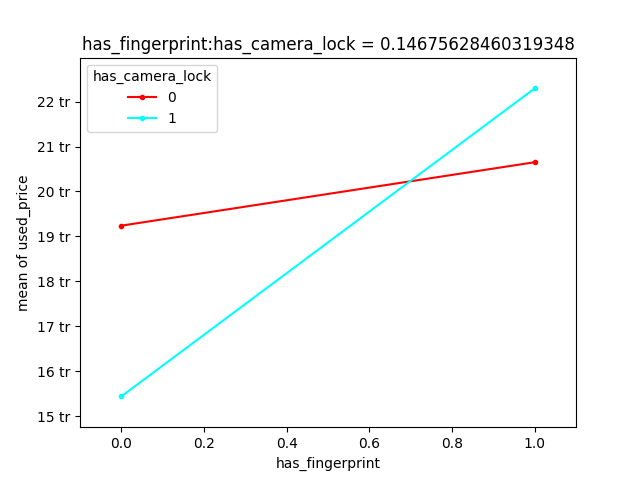 has_fingerprint:has_camera_lock = 0.14675628460319348
has_camera_lock
0
1
22 tr
21 tr
20 tr
19 tr
18 tr
17 tr
16 tr
15 tr
mean of used_price
0.0 0.2 0.4 0.6 0.8 1.0
has_fingerprint